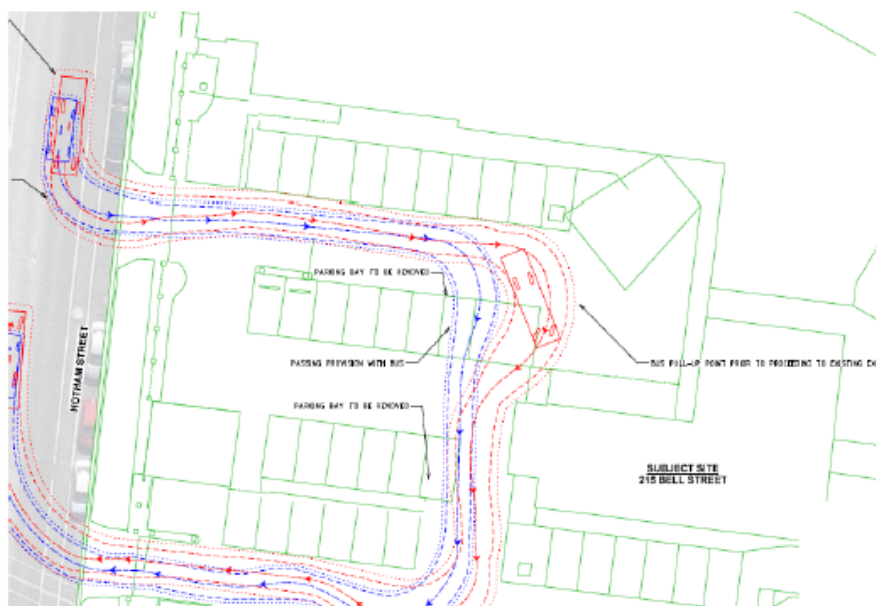 PARKING BAY TO BE REMOVED
HOTHAM STREET
PASSING PROVISION WITH BUS
BUS PULL-UP POINT PRIOR TO PROCEEDING TO EXISTING EX
PARKING BAY TO BE REMOVED
SUBJECT SITE
215 BELL STREET